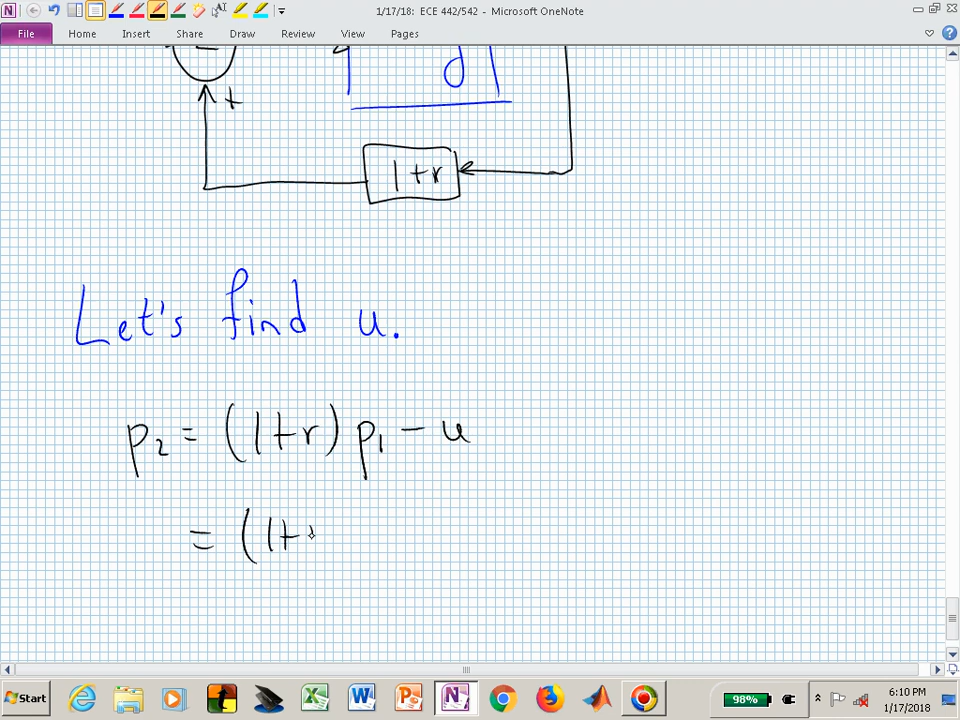 1/17/18: ECE 442/542 - Microsoft OneNote
File Home Insert Share Draw Review View Pages
+
1+r
Let's find u.
p₂ = (1+r) p₁ - u
= (1+
98% 6:10 PM
Start 1/17/2018